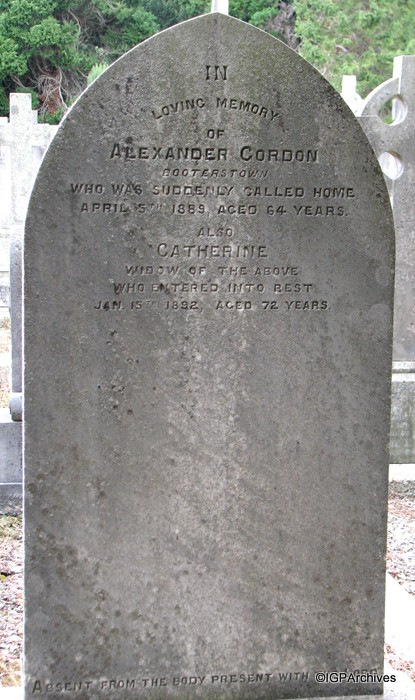 IN
LOVING MEMORY
OF
ALEXANDER GORDON
BOOTERSTOWN
WHO WAS SUDDENLY CALLED HOME
APRIL 5TH 1889, AGED 64 YEARS.
ALSO
CATHERINE
WIDOW OF THE ABOVE
WHO ENTERED INTO REST
JAN. 15TH 1892, AGED 72 YEARS.
ABSENT FROM THE BODY PRESENT WITH
©IGPArchives